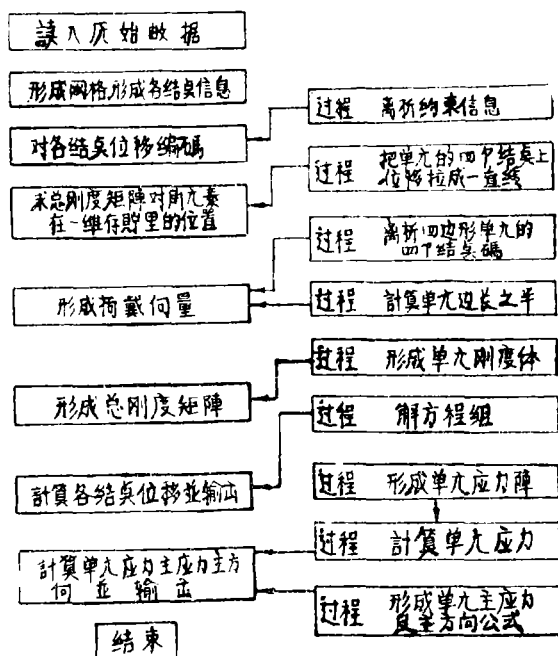 讀入原始数据
形成网格,形成各结点信息
过程 离析約束信息
对各结点位移编碼
过程 把单元的四个结点上
位移拉成一直线
求总刚度矩陣对角元素
在一维存貯里的位置
过程 离析四边形单元的
四个结点碼
形成荷載向量
过程 計算单元边长之半
过程 形成单元刚度体
形成总刚度矩陣
过程 解方程组
計算各结点位移並输出
过程 形成单元应力陣
过程 計算单元应力
計算单元应力主应力主方
向並输出
过程 形成单元主应力
及主方向公式
结束